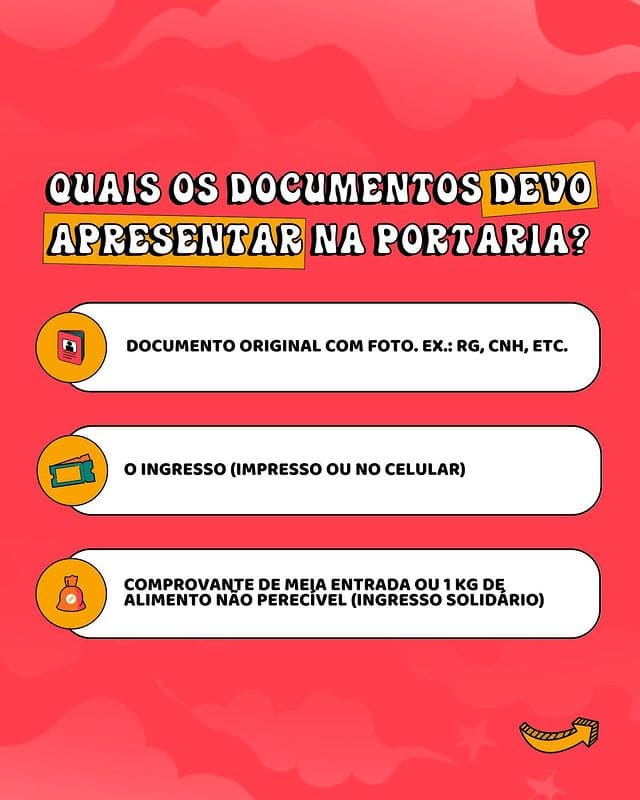 QUAIS OS DOCUMENTOS DEVO
APRESENTAR NA PORTARIA?
DOCUMENTO ORIGINAL COM FOTO. EX.: RG, CNH, ETC.
O INGRESSO (IMPRESSO OU NO CELULAR)
COMPROVANTE DE MEIA ENTRADA OU 1 KG DE
ALIMENTO NÃO PERECÍVEL (INGRESSO SOLIDÁRIO)